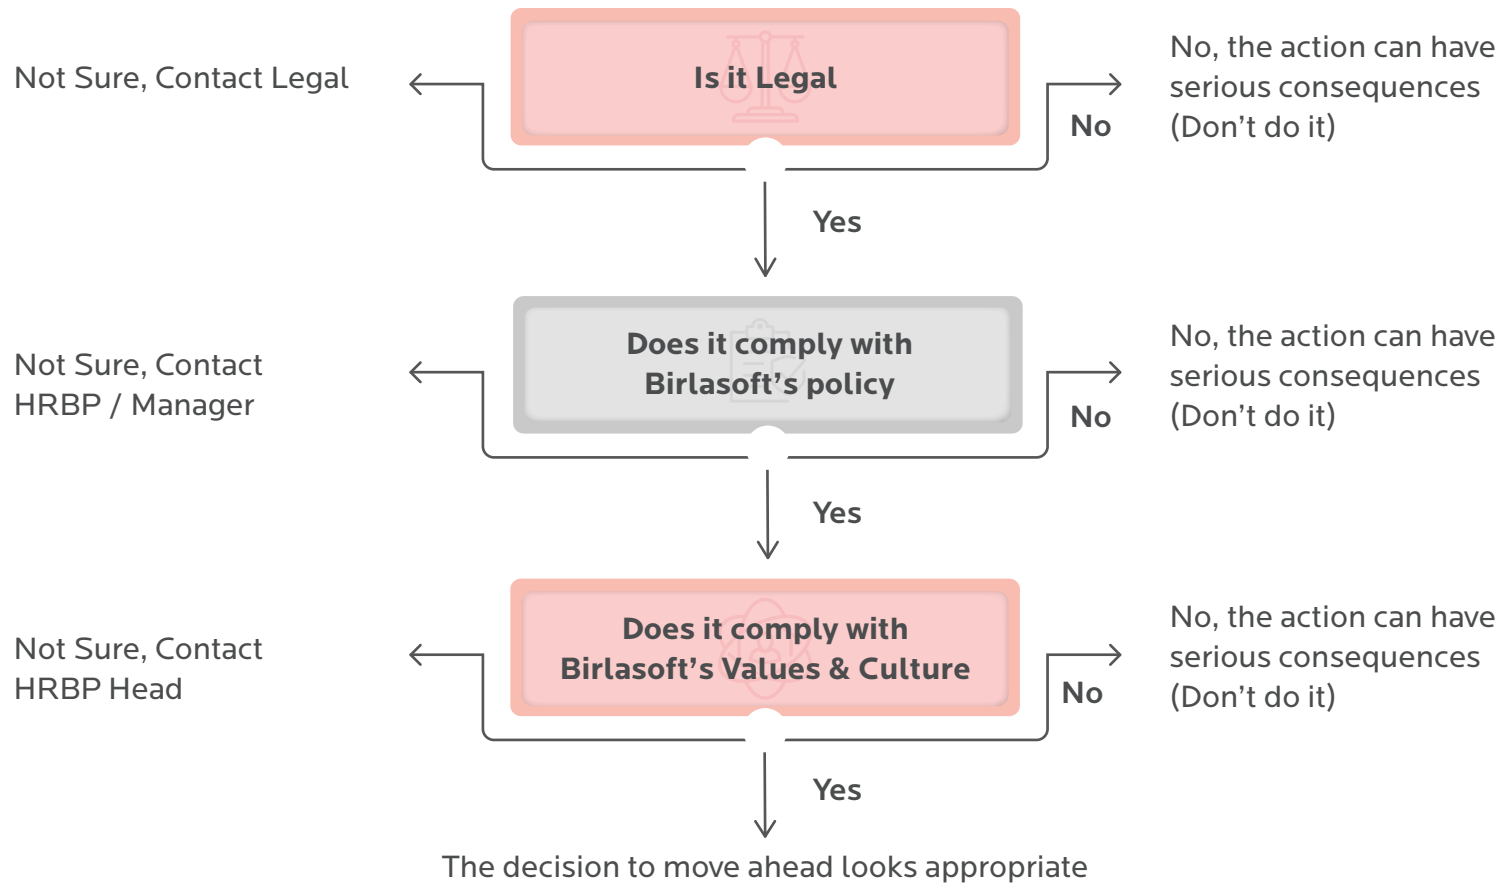 Not Sure, Contact Legal
Is it Legal
No, the action can have
serious consequences
(Don't do it)
No
Yes
Not Sure, Contact
HRBP / Manager
Does it comply with
Birlasoft's policy
No, the action can have
serious consequences
(Don't do it)
No
Yes
Not Sure, Contact
HRBP Head
Does it comply with
Birlasoft's Values & Culture
No, the action can have
serious consequences
(Don't do it)
No
Yes
The decision to move ahead looks appropriate